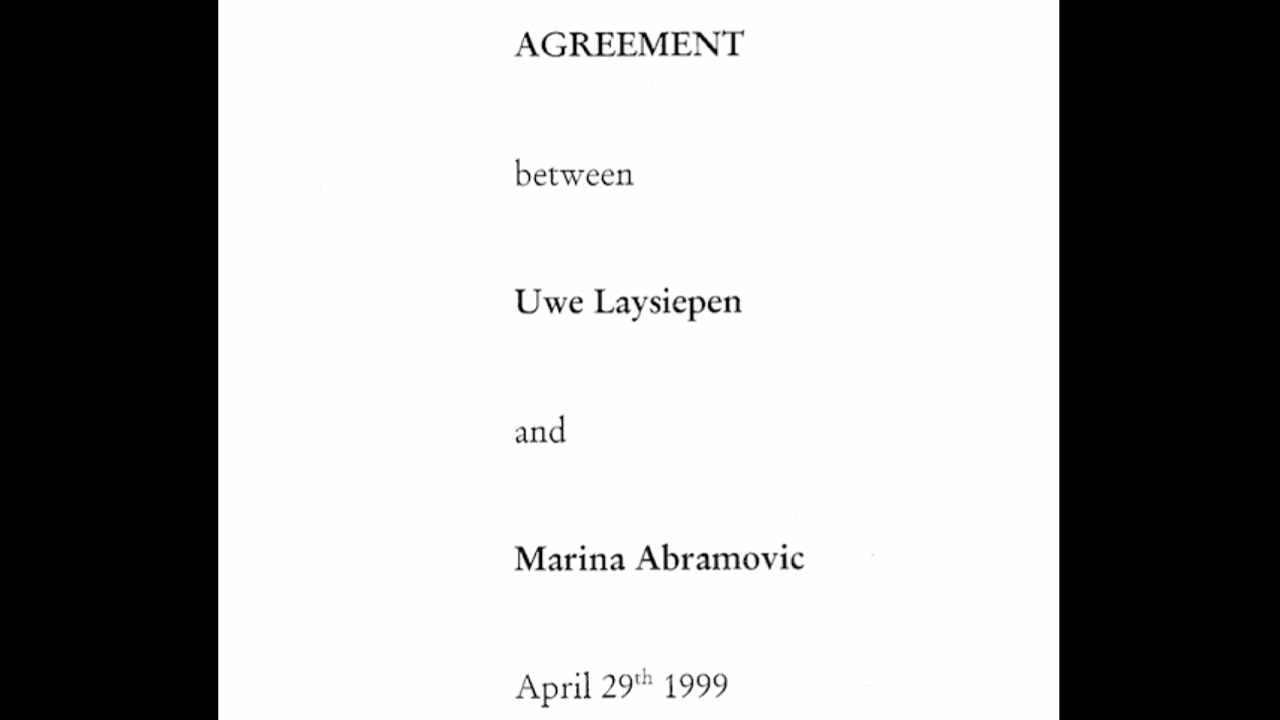 AGREEMENT
between
Uwe Laysiepen
and
Marina Abramovic
April 29th 1999